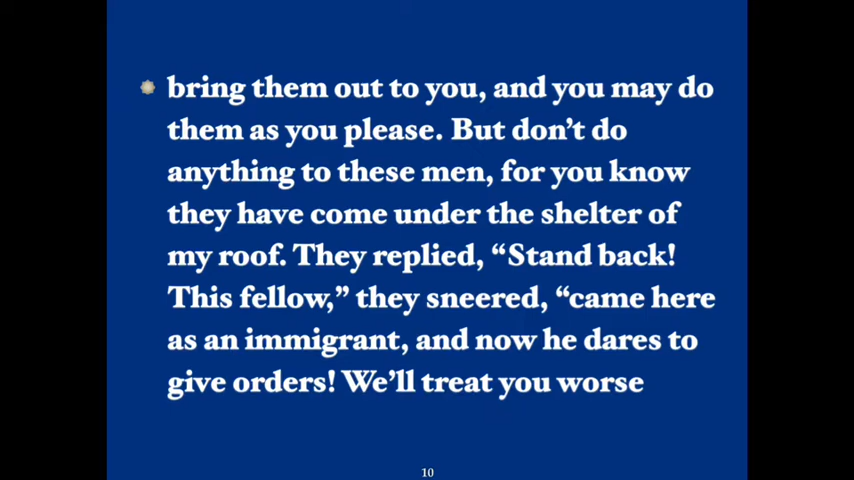 bring them out to you, and you may do
them as you please. But don’t do
anything to these men, for you know
they have come under the shelter of
my roof. They replied, “Stand back!
This fellow,” they sneered, “came here
as an immigrant, and now he dares to
give orders! We’ll treat you worse
10